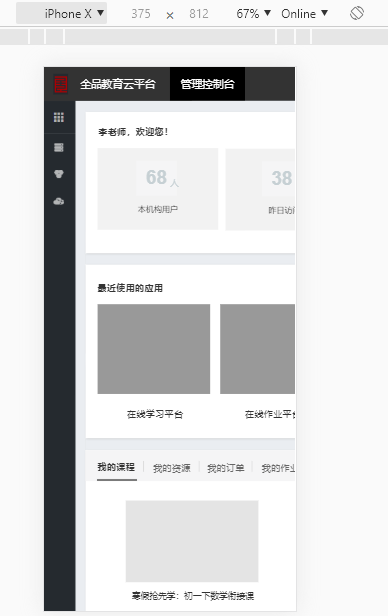 iPhone X ▼ 375 × 812 67% ▼ Online ▼
全品教育云平台 管理控制台
李老师，欢迎您！
68人 38
本机构用户 昨日访
最近使用的应用
在线学习平台 在线作业平
我的课程 我的资源 我的订单 我的作
寒假抢先学：初一下数学衔接课